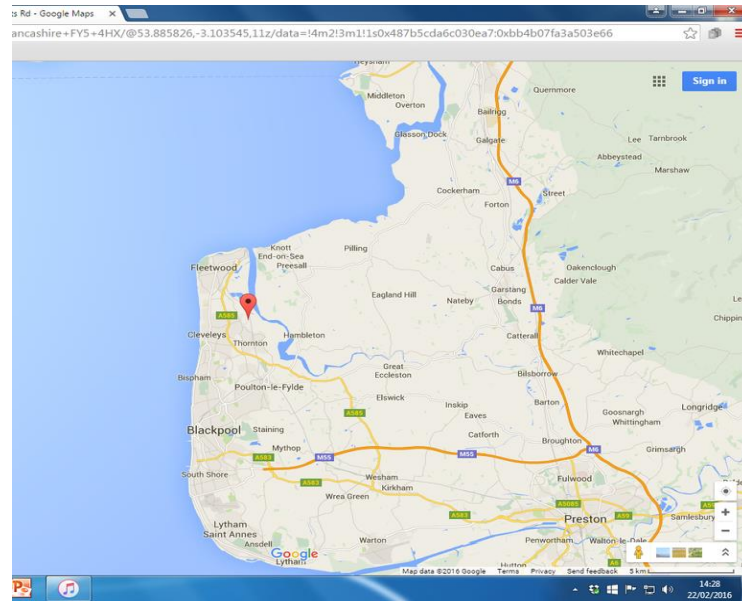 ts Rd - Google Maps
ancashire+FY5+4HX/@53.885826,-3.103545,11z/data=!4m2!3m1!1s0x487b5cda6c030ea7:0xbb4b07fa3a503e66
Sign in
Heysham
Middleton
Overton
Quernmore
Bailrigg
Glasson Dock
Galgate
Lee
Tarnbrook
Abbeystead
Marshaw
M6
Cockerham
Street
Forton
Knott
End-on-Sea
Preesall
Pilling
Fleetwood
Cabus
Oakenclough
Calder Vale
Eagland Hill
Nateby
Garstang
Bonds
Le
A585
M6
Chippin
Cleveleys
Thornton
Hambleton
Catterall
Whitechapel
Great
Eccleston
Bispham
Poulton-le-Fylde
Bilsborrow
Elswick
Inskip
Eaves
Barton
Longridge
A585
Goosnargh
Whittingham
Blackpool
Staining
Catforth
Broughton
Mythop
A583
M55
M55
M6
Grimsargh
South Shore
A583
Wesham
Kirkham
Fulwood
Wrea Green
A5085
A583
A59
Samlesbury
Preston
Lytham
Saint Annes
Ansdell
Warton
Penwortham
Walton-le-Dale
Google
Lytham
Hutton
A6
Map data ©2016 Google Terms Privacy Send feedback 5 km
14:28
22/02/2016